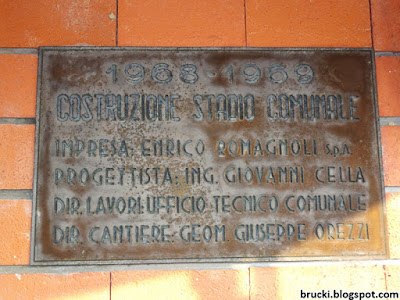 1968-1969
COSTRUZIONE STADIO COMUNALE
IMPRESA: ENRICO ROMAGNOLI S.p.A.
PROGETTISTA: ING. GIOVANNI CELLA
DIR. LAVORI: UFFICIO TECNICO COMUNALE
DIR. CANTIERE: GEOM. GIUSEPPE OREZZI
brucki.blogspot.com